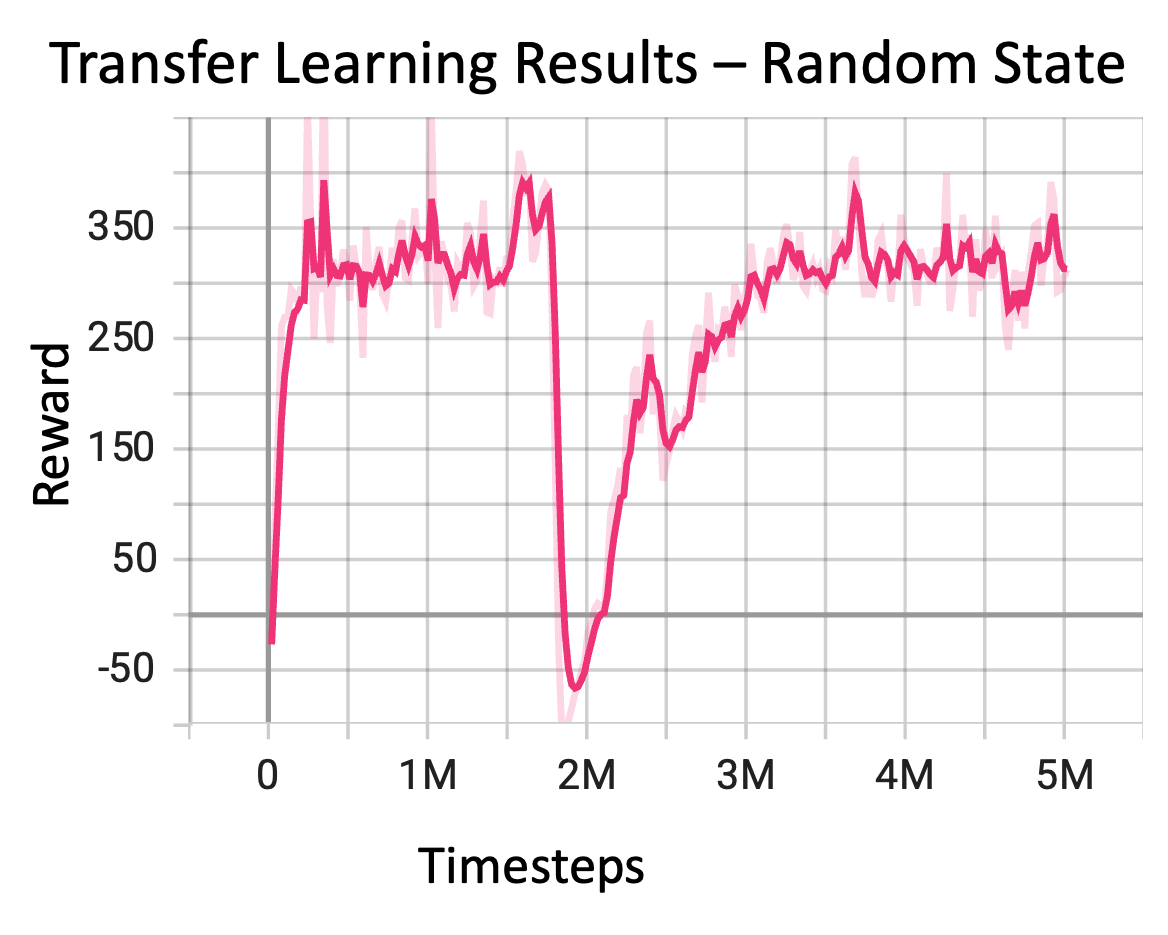 Transfer Learning Results – Random State
350
250
150
50
-50
Reward
0 1M 2M 3M 4M 5M
Timesteps